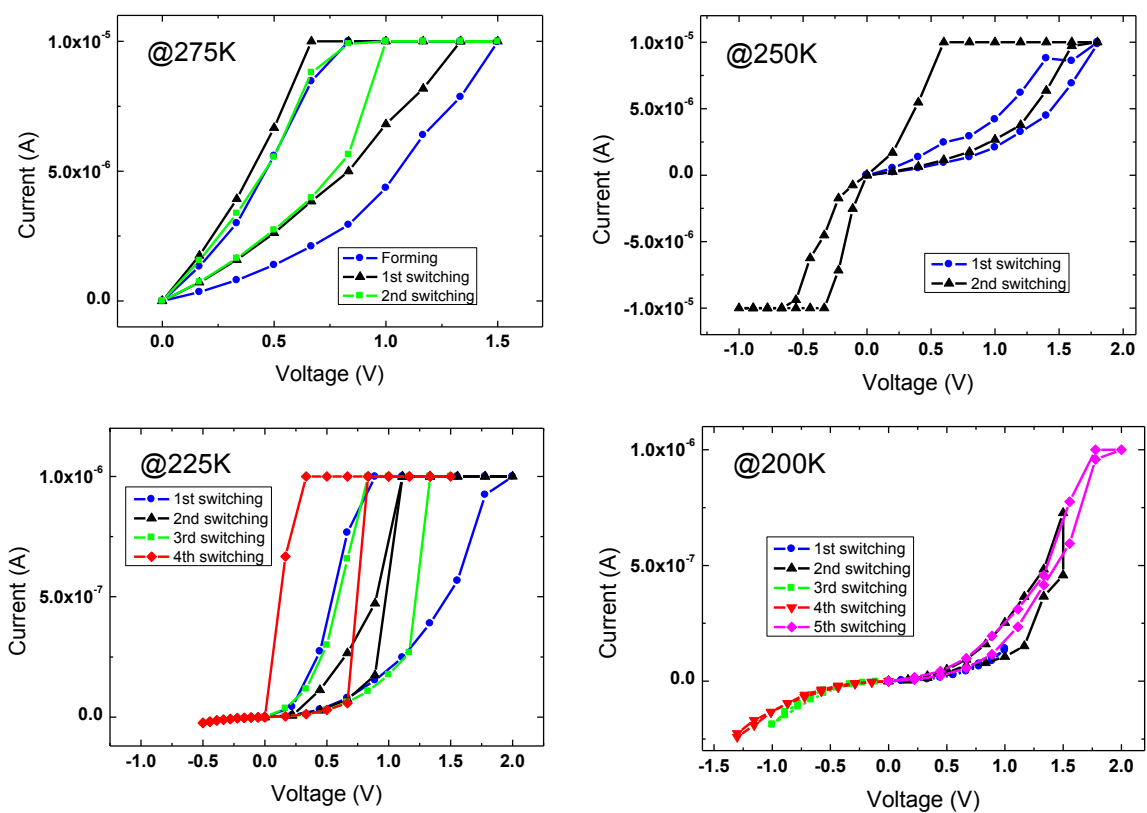 @275K
1.0x10⁻⁵
5.0x10⁻⁶
0.0
Current (A)
Forming
1st switching
2nd switching
0.0 0.5 1.0 1.5
Voltage (V)
@250K
1.0x10⁻⁵
5.0x10⁻⁶
0.0
-5.0x10⁻⁶
-1.0x10⁻⁵
Current (A)
1st switching
2nd switching
-1.0 -0.5 0.0 0.5 1.0 1.5 2.0
Voltage (V)
@225K
1.0x10⁻⁶
5.0x10⁻⁷
0.0
Current (A)
1st switching
2nd switching
3rd switching
4th switching
-1.0 -0.5 0.0 0.5 1.0 1.5 2.0
Voltage (V)
@200K
1.0x10⁻⁶
5.0x10⁻⁷
0.0
Current (A)
1st switching
2nd switching
3rd switching
4th switching
5th switching
-1.5 -1.0 -0.5 0.0 0.5 1.0 1.5 2.0
Voltage (V)